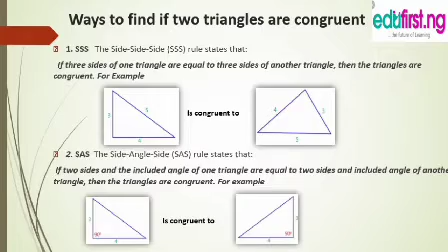 Ways to find if two triangles are congruent
edufirst.ng
...the Future of Learning
1. SSS The Side-Side-Side (SSS) rule states that:
If three sides of one triangle are equal to three sides of another triangle, then the triangles
are congruent. For Example
3
5
4
Is congruent to
4
3
5
2. SAS The Side-Angle-Side (SAS) rule states that:
If two sides and the included angle of one triangle are equal to two sides and included angle of anothe
triangle, then the triangles are congruent. For example
3
90°
4
Is congruent to
3
90°
4